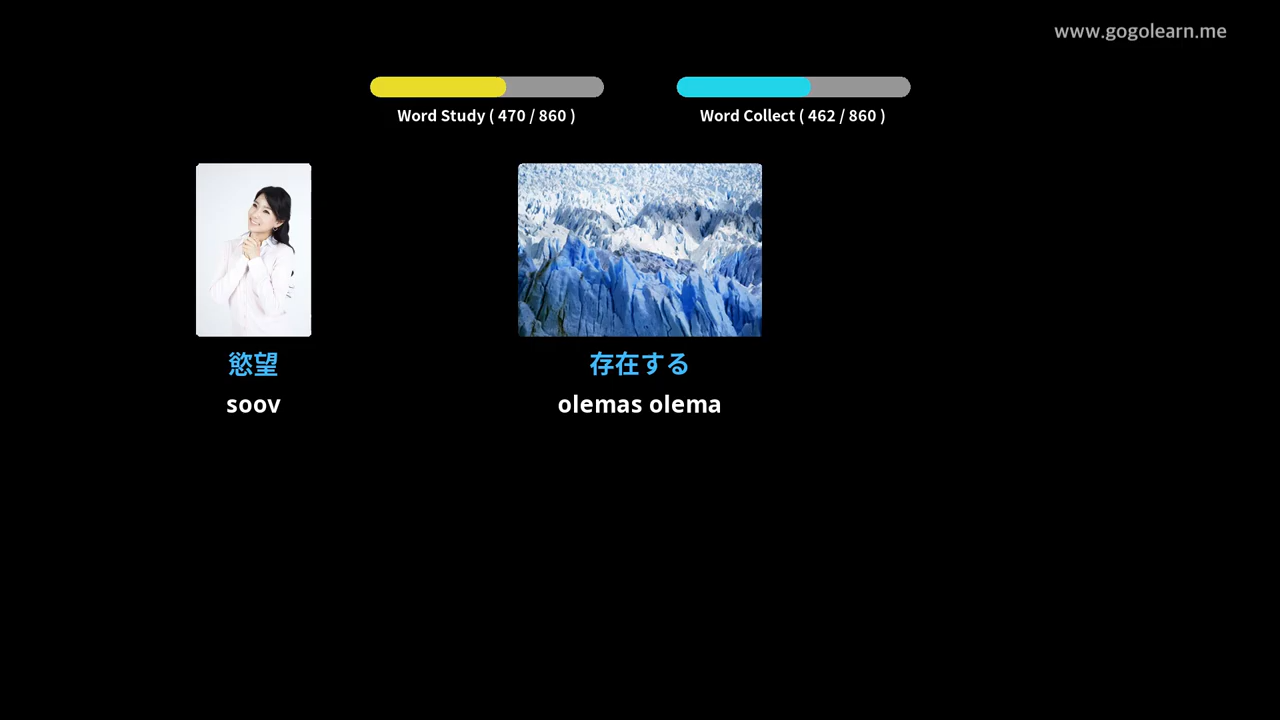 www.gogolearn.me
Word Study ( 470 / 860 )
Word Collect ( 462 / 860 )
慾望
soov
存在する
olemas olema